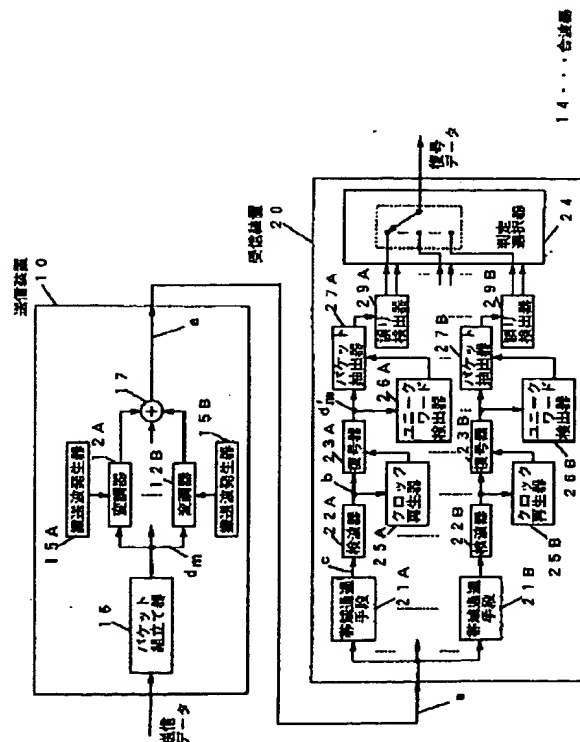 送信装置
10
送信
データ
16
パケット
組立て器
dm
15A
搬送波発生器
12A
変調器
12B
変調器
搬送波発生器
15B
17
a
受信装置
20
a
帯域通過
手段
21A
c
22A
検波器
b
23A
復号器
d'm
25A
クロック
再生器
26A
ユニークワード
検出器
27A
パケット
抽出器
29A
誤り
検出器
帯域通過
手段
21B
22B
検波器
23B
復号器
クロック
再生器
25B
ユニークワード
検出器
26B
27B
パケット
抽出器
29B
誤り
検出器
判定
選択器
24
復号
データ
14・・・合波器